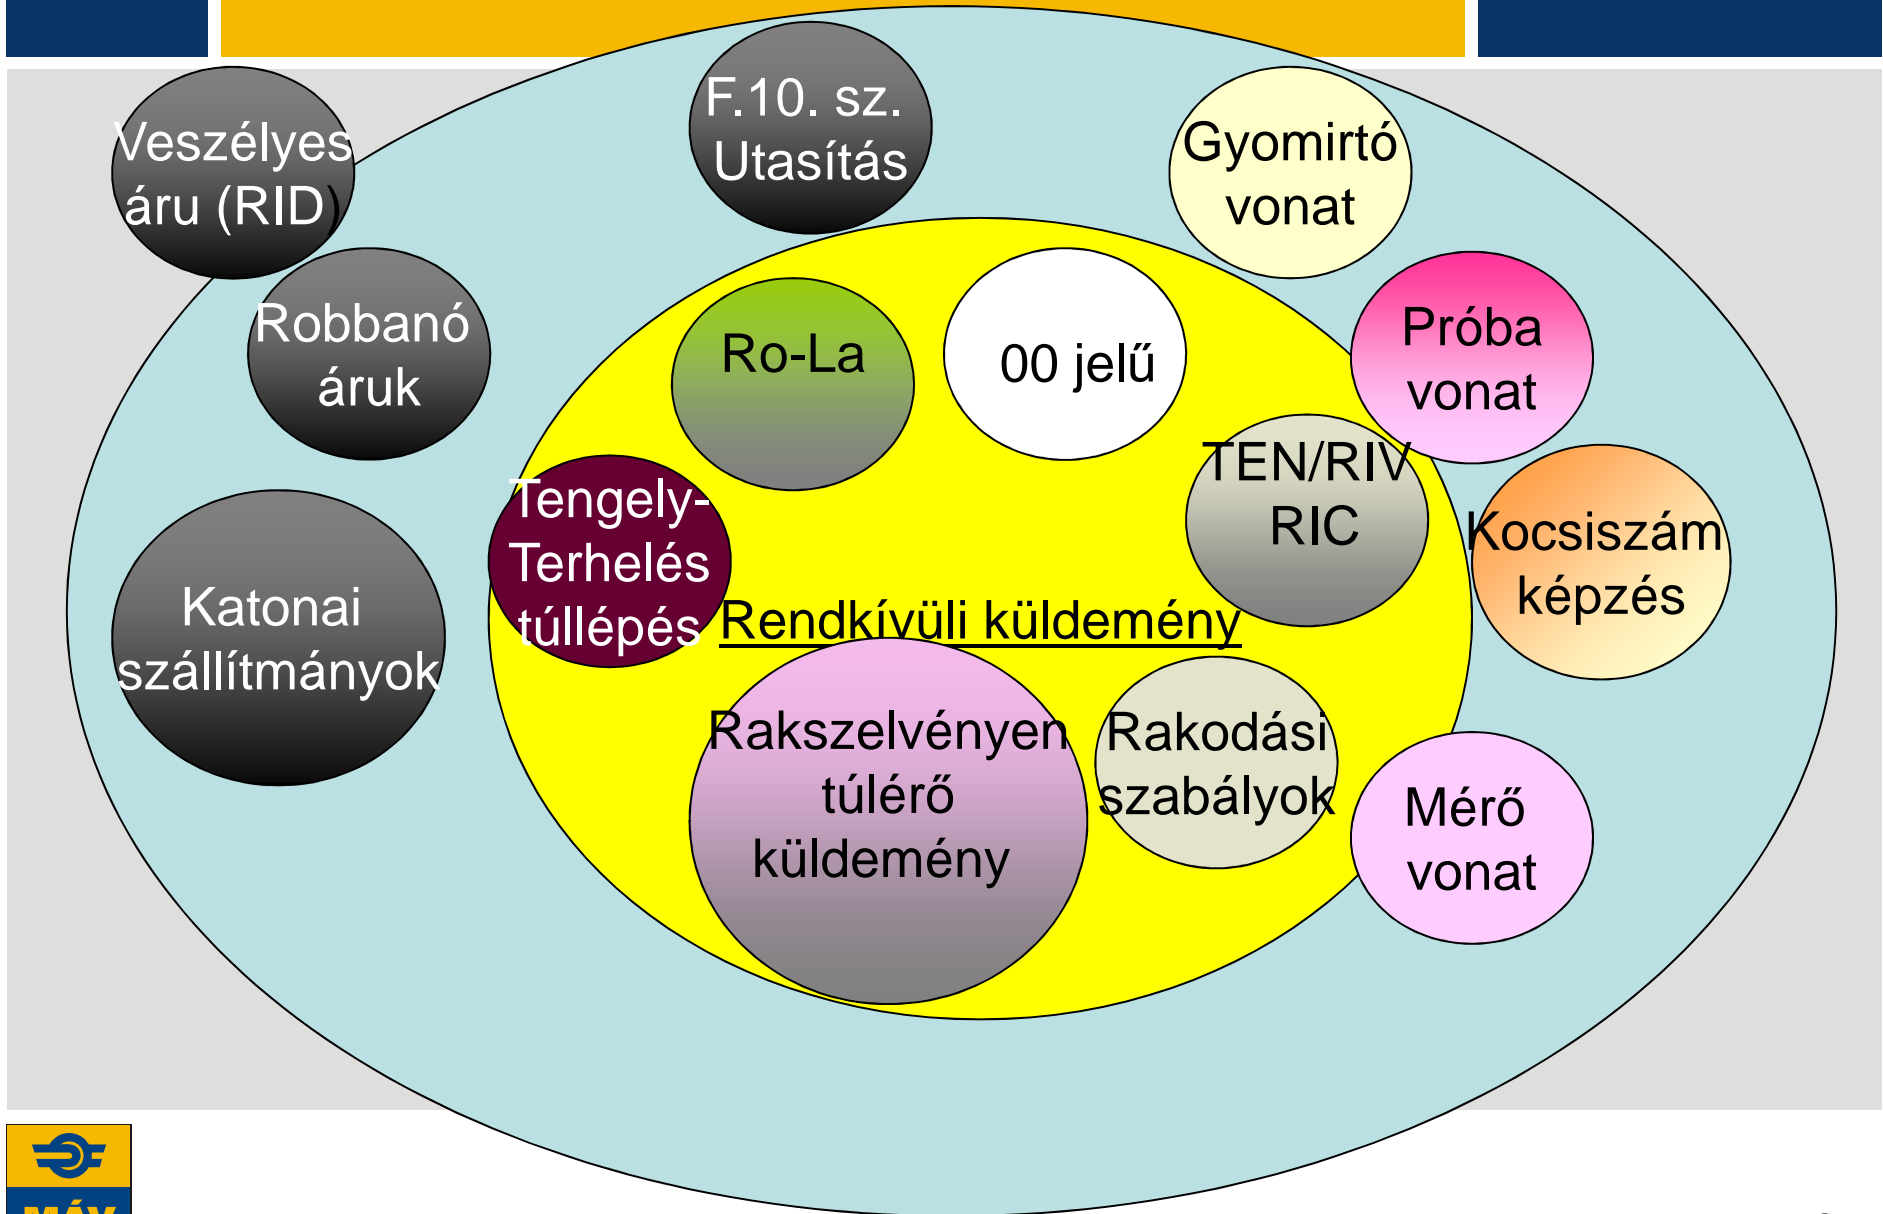 Veszélyes
áru (RID)
F.10. sz.
Utasítás
Gyomirtó
vonat
Robbanó
áruk
Ro-La
00 jelű
Próba
vonat
Tengely-
Terhelés
túllépés
TEN/RIV
RIC
Kocsiszám
képzés
Katonai
szállítmányok
Rendkívüli küldemény
Rakszelvényen
túlérő
küldemény
Rakodási
szabályok
Mérő
vonat
MÁV